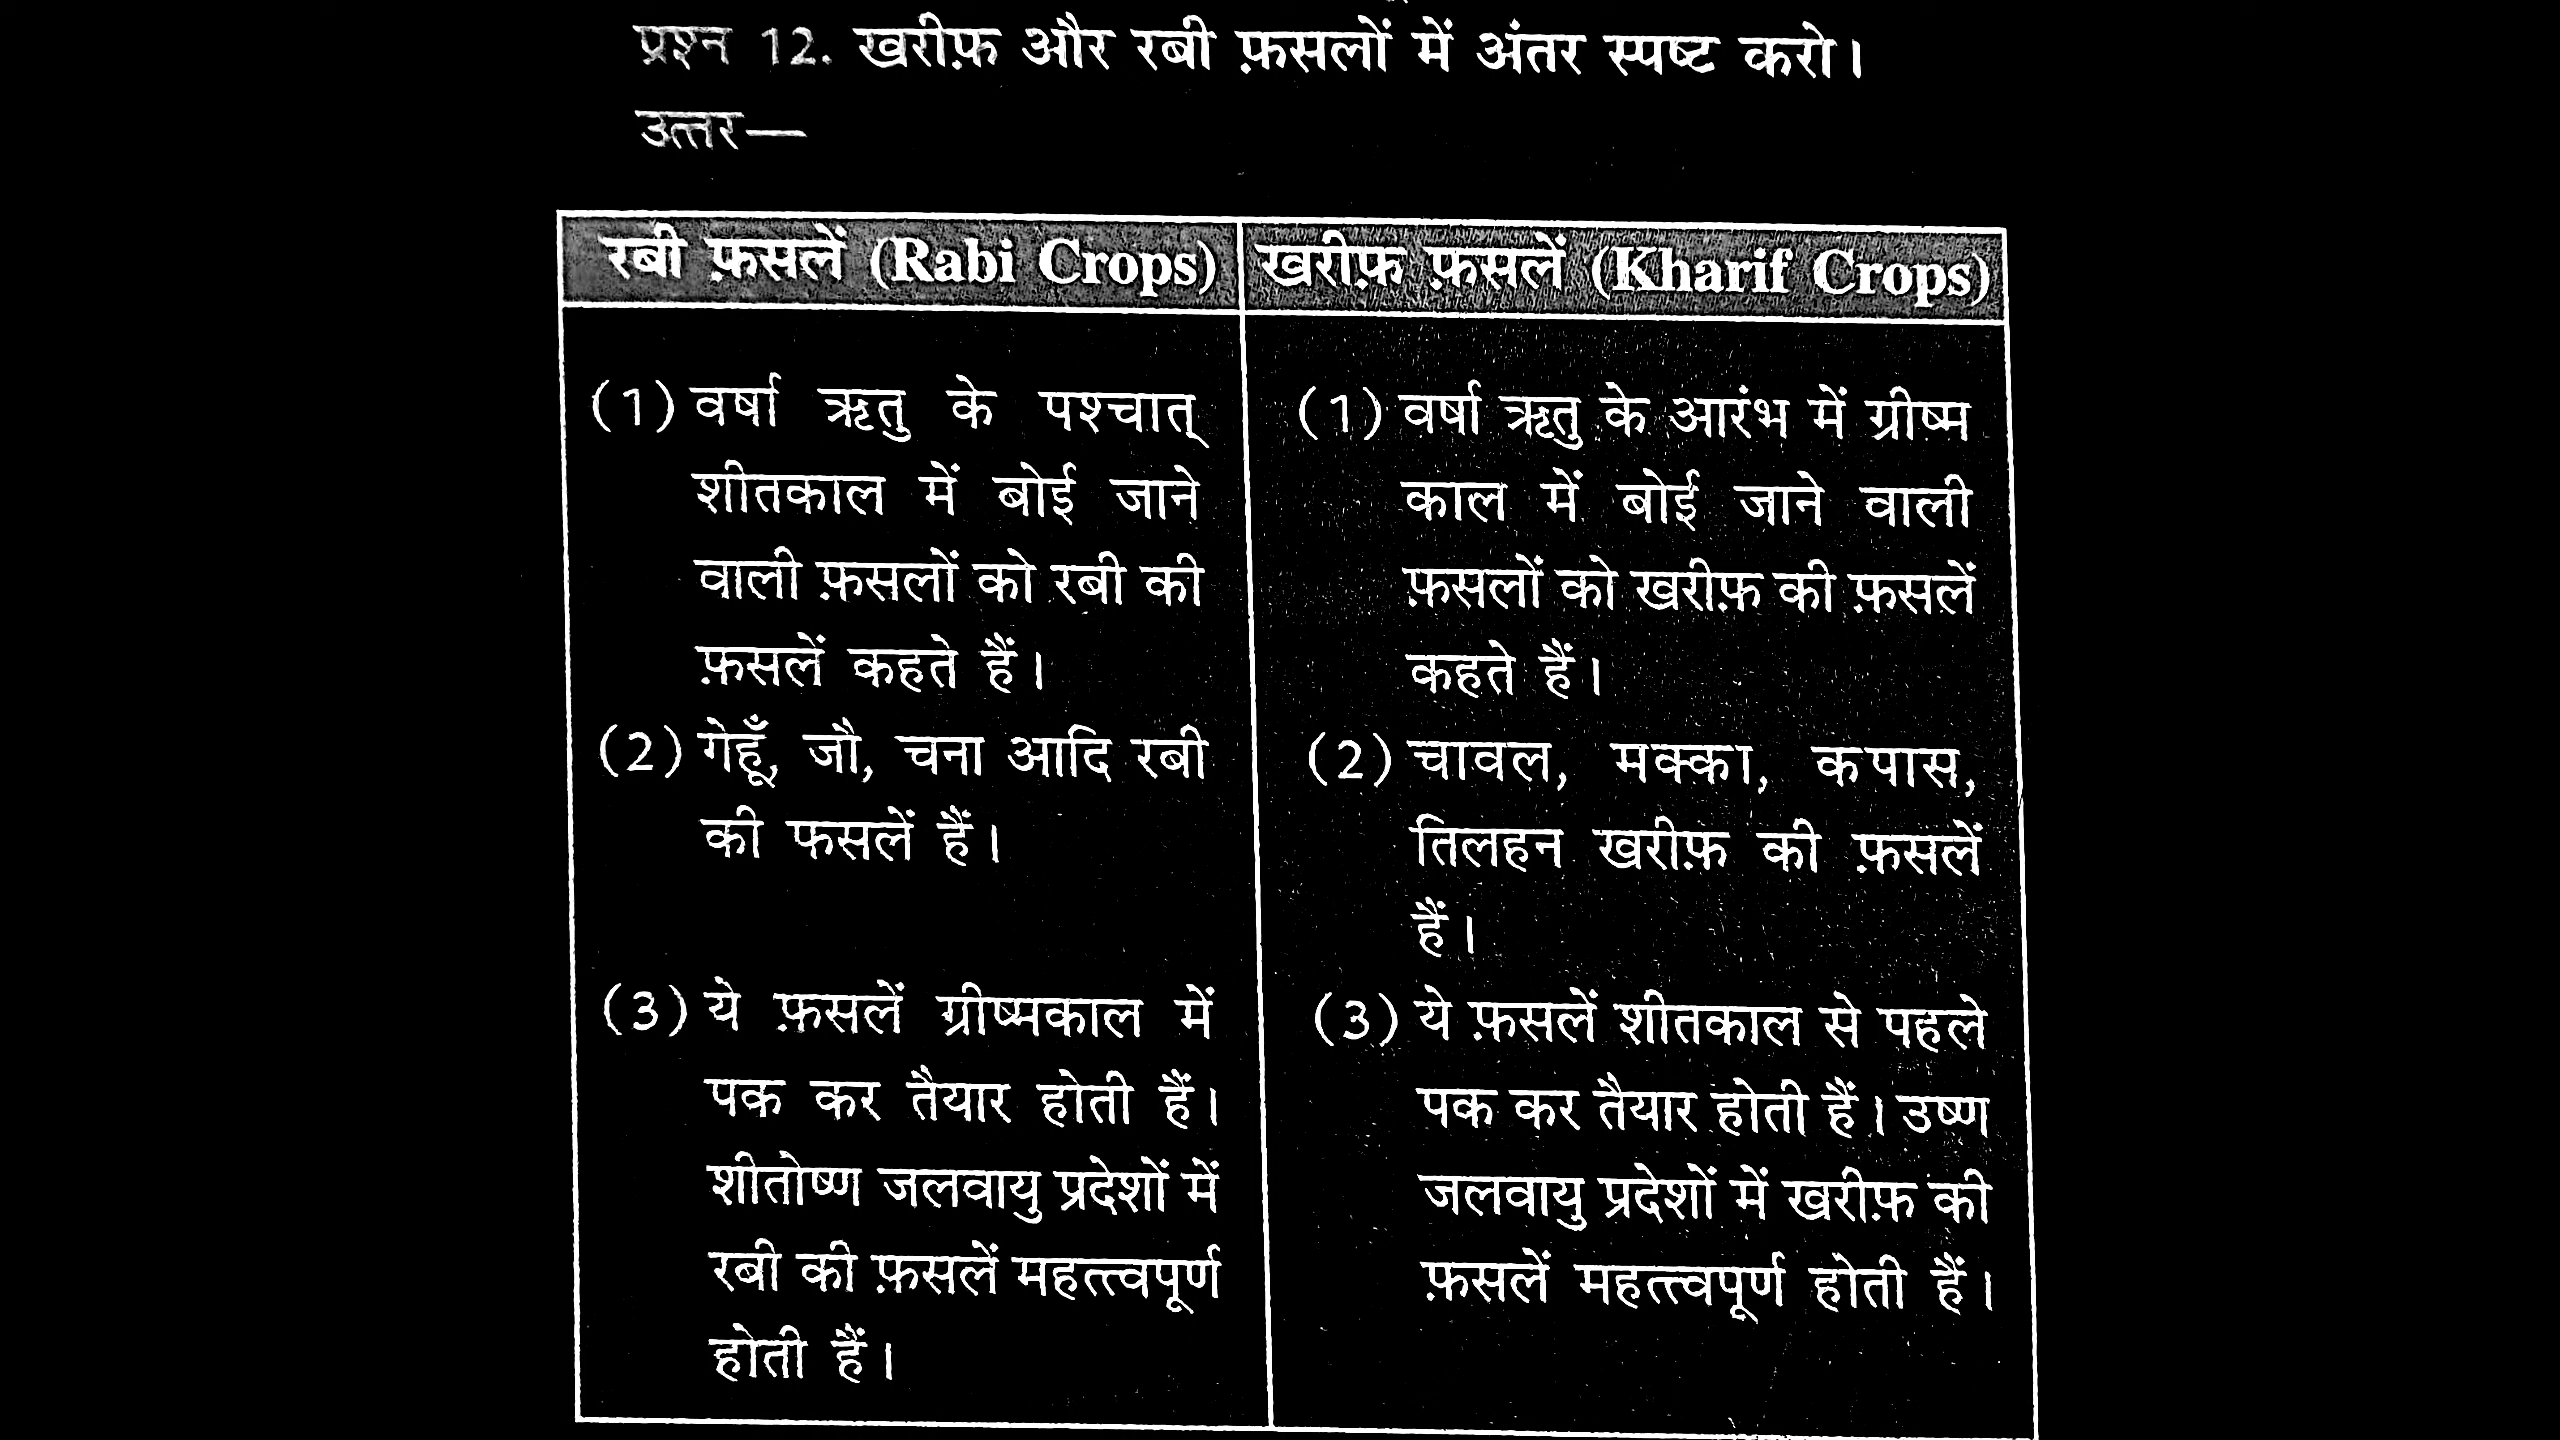 प्रश्न 12. खरीफ़ और रबी फ़सलों में अंतर स्पष्ट करो।
उत्तर—
रबी फ़सलें (Rabi Crops)
(1) वर्षा ऋतु के पश्चात्
शीतकाल में बोई जाने
वाली फ़सलों को रबी की
फ़सलें कहते हैं।
(2) गेहूँ, जौ, चना आदि रबी
की फसलें हैं।
(3) ये फ़सलें ग्रीष्मकाल में
पक कर तैयार होती हैं।
शीतोष्ण जलवायु प्रदेशों में
रबी की फ़सलें महत्त्वपूर्ण
होती हैं।
खरीफ़ फ़सलें (Kharif Crops)
(1) वर्षा ऋतु के आरंभ में ग्रीष्म
काल में बोई जाने वाली
फ़सलों को खरीफ़ की फ़सलें
कहते हैं।
(2) चावल, मक्का, कपास,
तिलहन खरीफ़ की फ़सलें
हैं।
(3) ये फ़सलें शीतकाल से पहले
पक कर तैयार होती हैं। उष्ण
जलवायु प्रदेशों में खरीफ़ की
फ़सलें महत्त्वपूर्ण होती हैं।